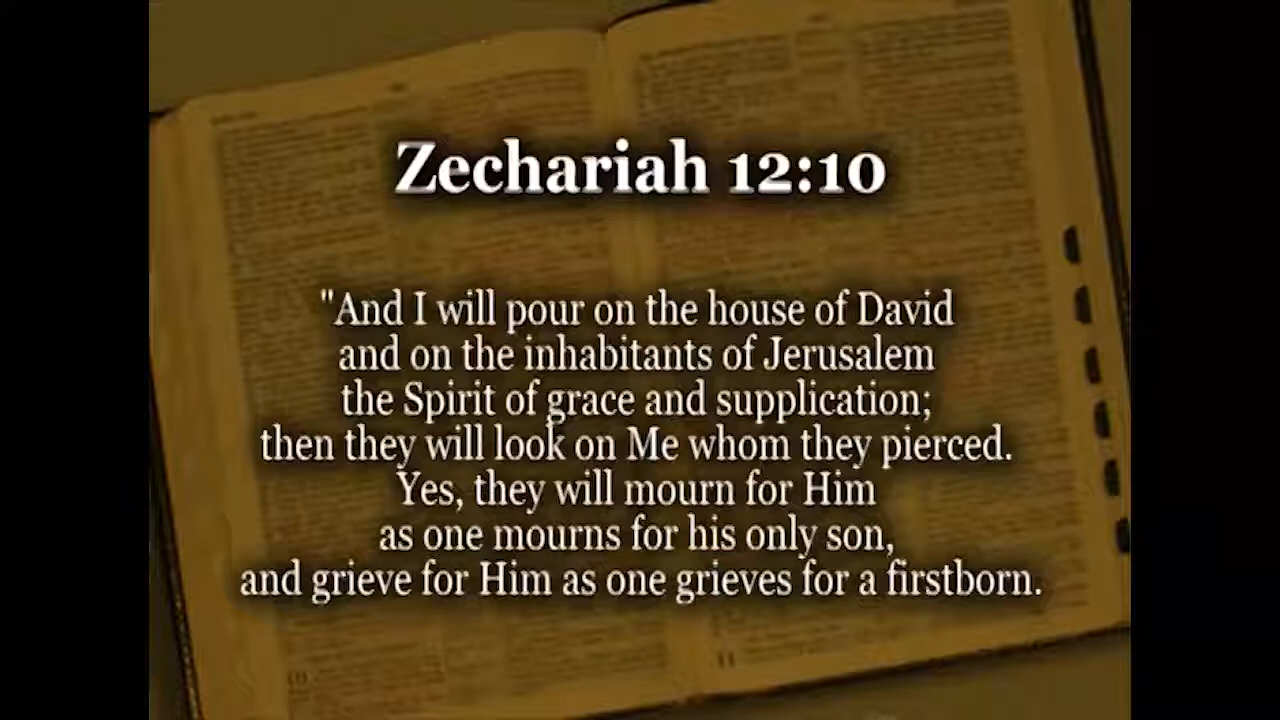 Zechariah 12:10
"And I will pour on the house of David
and on the inhabitants of Jerusalem
the Spirit of grace and supplication;
then they will look on Me whom they pierced.
Yes, they will mourn for Him
as one mourns for his only son,
and grieve for Him as one grieves for a firstborn.